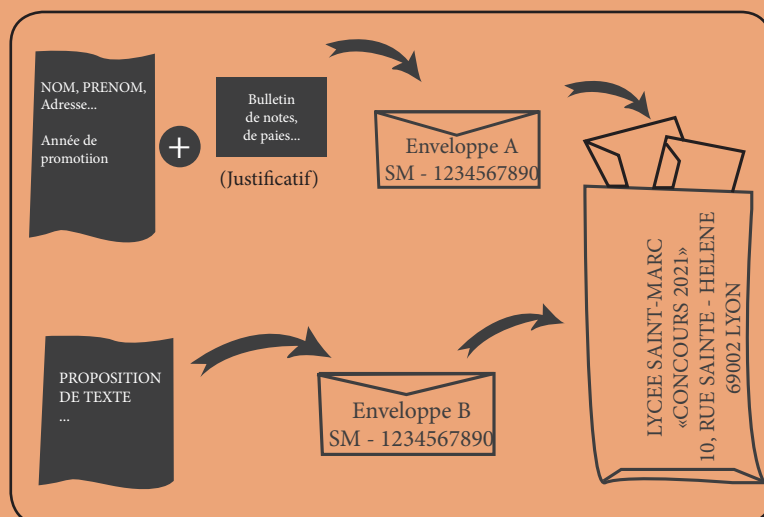 NOM, PRENOM,
Adresse...
Année de
promotiion
+
Bulletin
de notes,
de paies...
(Justificatif)
Enveloppe A
SM - 1234567890
PROPOSITION
DE TEXTE
...
Enveloppe B
SM - 1234567890
LYCEE SAINT-MARC
«CONCOURS 2021»
10, RUE SAINTE - HELENE
69002 LYON